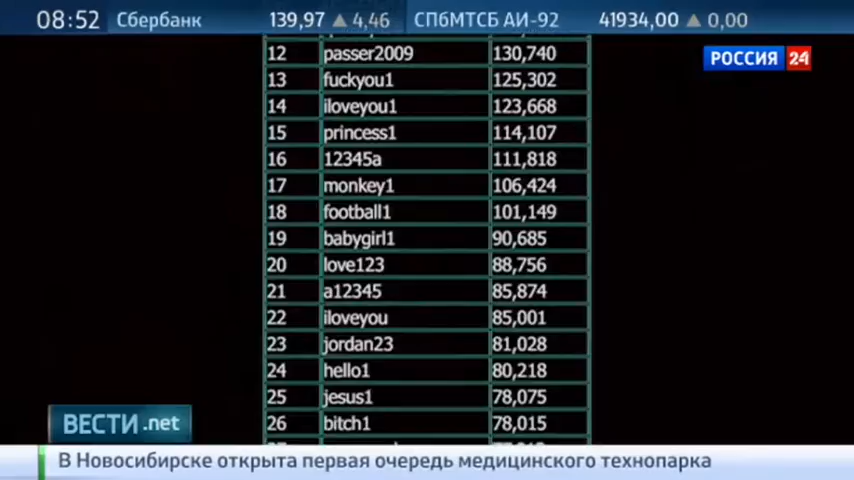 08:52 Сбербанк 139,97 ▲ 4,46 СПбМТСБ АИ-92 41934,00 ▲ 0,00
РОССИЯ 24
12 passer2009 130,740
13 fuckyou1 125,302
14 iloveyou1 123,668
15 princess1 114,107
16 12345a 111,818
17 monkey1 106,424
18 football1 101,149
19 babygirl1 90,685
20 love123 88,756
21 a12345 85,874
22 iloveyou 85,001
23 jordan23 81,028
24 hello1 80,218
25 jesus1 78,075
26 bitch1 78,015
ВЕСТИ.net
В Новосибирске открыта первая очередь медицинского технопарка